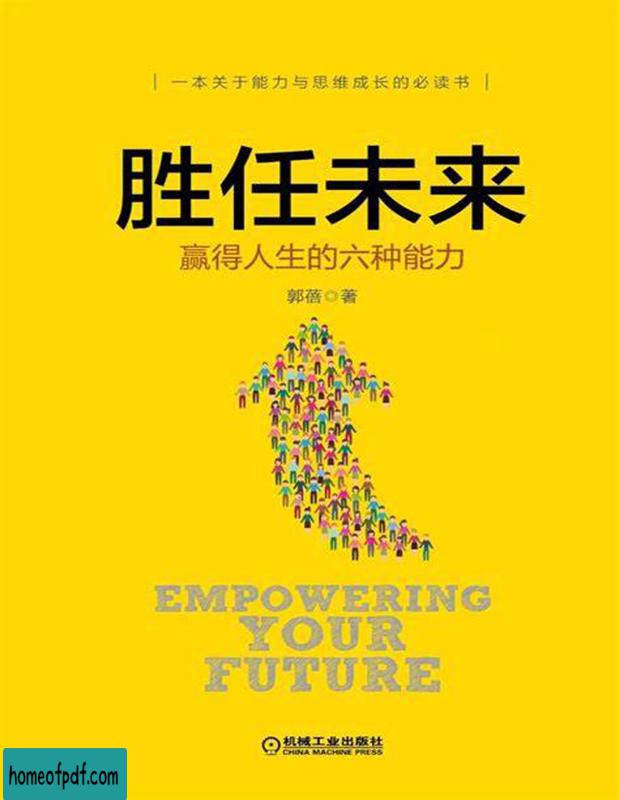 一本关于能力与思维成长的必读书
胜任未来
赢得人生的六种能力
郭蓓◎著
EMPOWERING
YOUR
FUTURE
机械工业出版社
CHINA MACHINE PRESS
homeofpdf.com